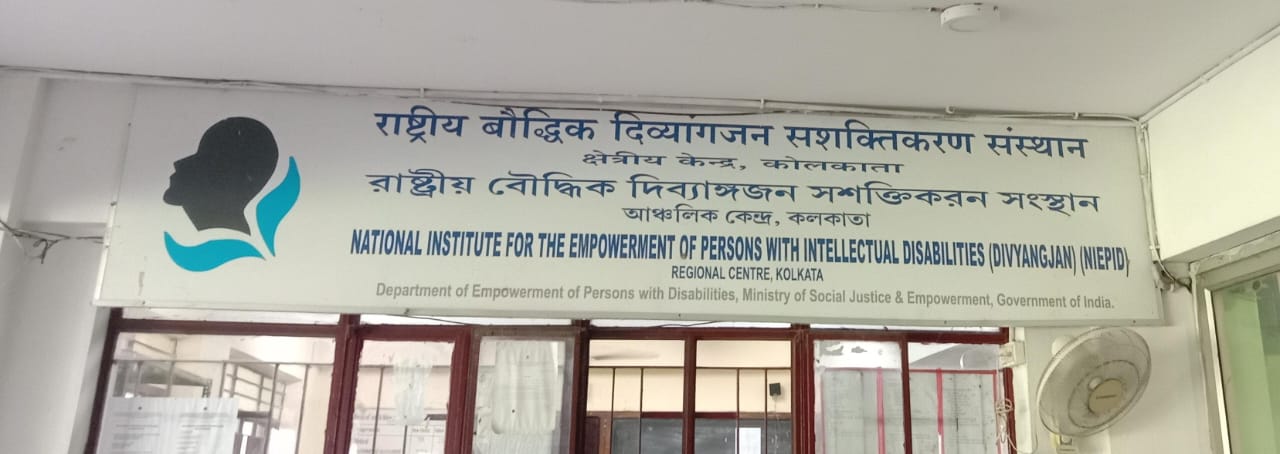 राष्ट्रीय बौद्धिक दिव्यांगजन सशक्तिकरण संस्थान
क्षेत्रीय केन्द्र, कोलकाता
রাষ্ট্রীয় বৌদ্ধিক দিব্যাঙ্গজন সশক্তিকরন সংস্থান
আঞ্চলিক কেন্দ্র, কলকাতা
NATIONAL INSTITUTE FOR THE EMPOWERMENT OF PERSONS WITH INTELLECTUAL DISABILITIES (DIVYANGJAN) (NIEPID)
REGIONAL CENTRE, KOLKATA
Department of Empowerment of Persons with Disabilities, Ministry of Social Justice & Empowerment, Government of India.